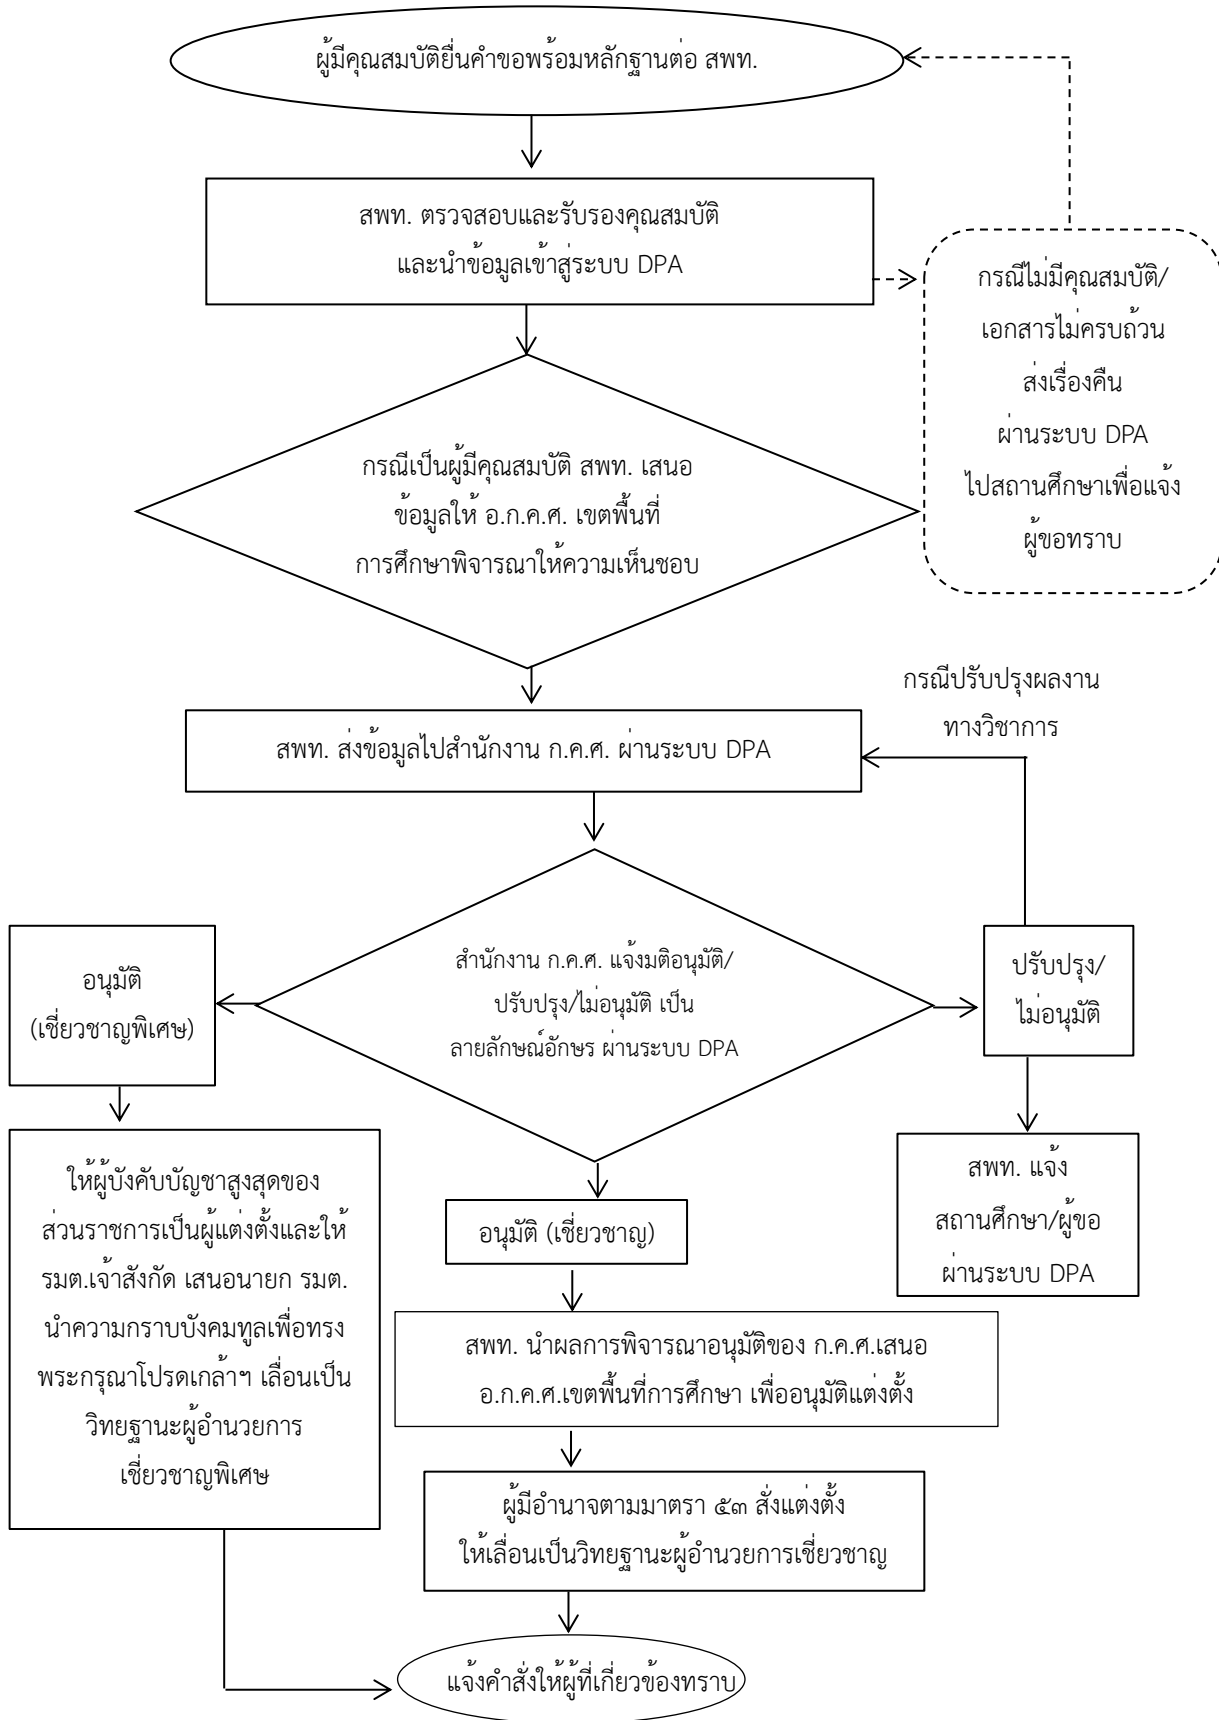 ผู้มีคุณสมบัติยื่นคำขอพร้อมหลักฐานต่อ สพท.
สพท. ตรวจสอบและรับรองคุณสมบัติ
และนำข้อมูลเข้าสู่ระบบ DPA
กรณีไม่มีคุณสมบัติ/
เอกสารไม่ครบถ้วน
ส่งเรื่องคืน
ผ่านระบบ DPA
ไปสถานศึกษาเพื่อแจ้ง
ผู้ขอทราบ
กรณีเป็นผู้มีคุณสมบัติ สพท. เสนอ
ข้อมูลให้ อ.ก.ค.ศ. เขตพื้นที่
การศึกษาพิจารณาให้ความเห็นชอบ
กรณีปรับปรุงผลงาน
ทางวิชาการ
สพท. ส่งข้อมูลไปสำนักงาน ก.ค.ศ. ผ่านระบบ DPA
สำนักงาน ก.ค.ศ. แจ้งมติอนุมัติ/
ปรับปรุง/ไม่อนุมัติ เป็น
ลายลักษณ์อักษร ผ่านระบบ DPA
อนุมัติ
(เชี่ยวชาญพิเศษ)
ปรับปรุง/
ไม่อนุมัติ
ให้ผู้บังคับบัญชาสูงสุดของ
ส่วนราชการเป็นผู้แต่งตั้งและให้
รมต.เจ้าสังกัด เสนอนายก รมต.
นำความกราบบังคมทูลเพื่อทรง
พระกรุณาโปรดเกล้าฯ เลื่อนเป็น
วิทยฐานะผู้อำนวยการ
เชี่ยวชาญพิเศษ
สพท. แจ้ง
สถานศึกษา/ผู้ขอ
ผ่านระบบ DPA
อนุมัติ (เชี่ยวชาญ)
สพท. นำผลการพิจารณาอนุมัติของ ก.ค.ศ.เสนอ
อ.ก.ค.ศ.เขตพื้นที่การศึกษา เพื่ออนุมัติแต่งตั้ง
ผู้มีอำนาจตามมาตรา ๕๓ สั่งแต่งตั้ง
ให้เลื่อนเป็นวิทยฐานะผู้อำนวยการเชี่ยวชาญ
แจ้งคำสั่งให้ผู้ที่เกี่ยวข้องทราบ